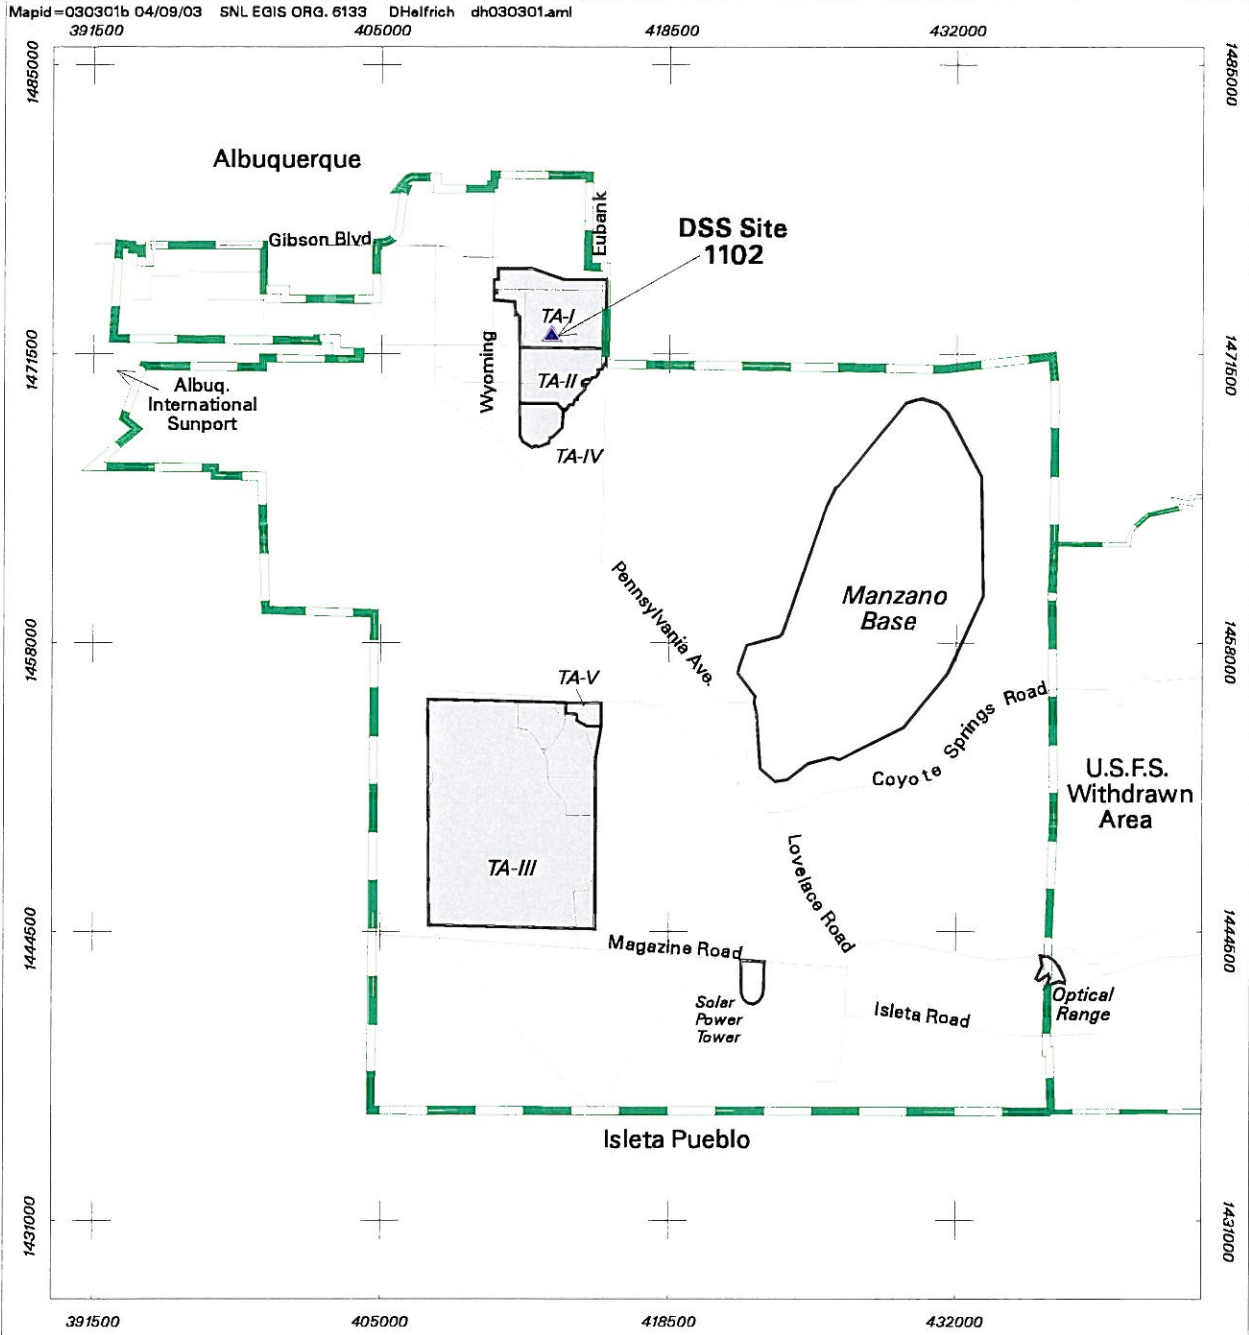 Mapid=030301b 04/09/03 SNL EGIS ORG. 6133 DHelfrich dh030301.aml
391500 405000 418500 432000
1485000 1485000
Albuquerque
Eubank
Gibson Blvd
DSS Site
1102
TA-I
1471500 1471500
Wyoming
TA-II
Albuq.
International
Sunport
TA-IV
Pennsylvania Ave.
Manzano
Base
1458000 1458000
TA-V
Coyote Springs Road
U.S.F.S.
Withdrawn
Area
TA-III
Lovelace Road
1444500 1444500
Magazine Road
Solar
Power
Tower
Isleta Road
Optical
Range
Isleta Pueblo
1431000 1431000
391500 405000 418500 432000